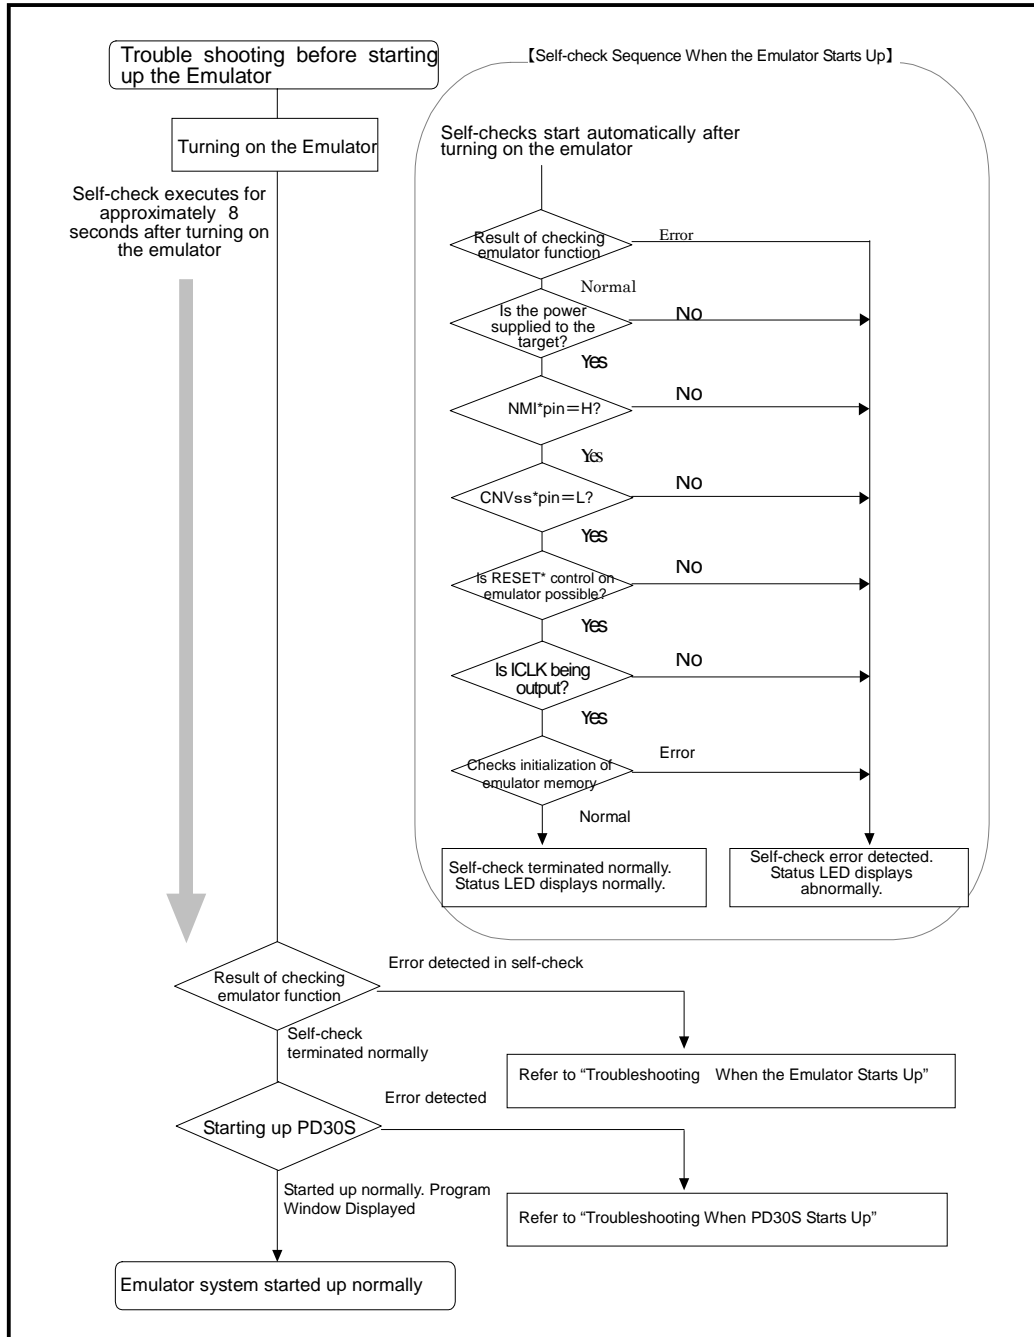 Trouble shooting before starting
up the Emulator
Turning on the Emulator
Self-check executes for
approximately 8
seconds after turning on
the emulator
【Self-check Sequence When the Emulator Starts Up】
Self-checks start automatically after
turning on the emulator
Result of checking
emulator function
Error
Normal
Is the power
supplied to the
target?
No
Yes
NMI*pin＝H?
No
Yes
CNVss*pin＝L?
No
Yes
Is RESET* control on
emulator possible?
No
Yes
Is ICLK being
output?
No
Yes
Checks initialization of
emulator memory
Error
Normal
Self-check terminated normally.
Status LED displays normally.
Self-check error detected.
Status LED displays
abnormally.
Result of checking
emulator function
Error detected in self-check
Self-check
terminated normally
Refer to “Troubleshooting When the Emulator Starts Up”
Starting up PD30S
Error detected
Started up normally. Program
Window Displayed
Refer to “Troubleshooting When PD30S Starts Up”
Emulator system started up normally